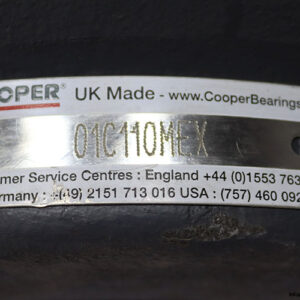 OPER UK Made - www.CooperBearings
01C110MEX
mer Service Centres : England +44 (0)1553 763
ermany : +(49) 2151 713 016 USA : (757) 460 092